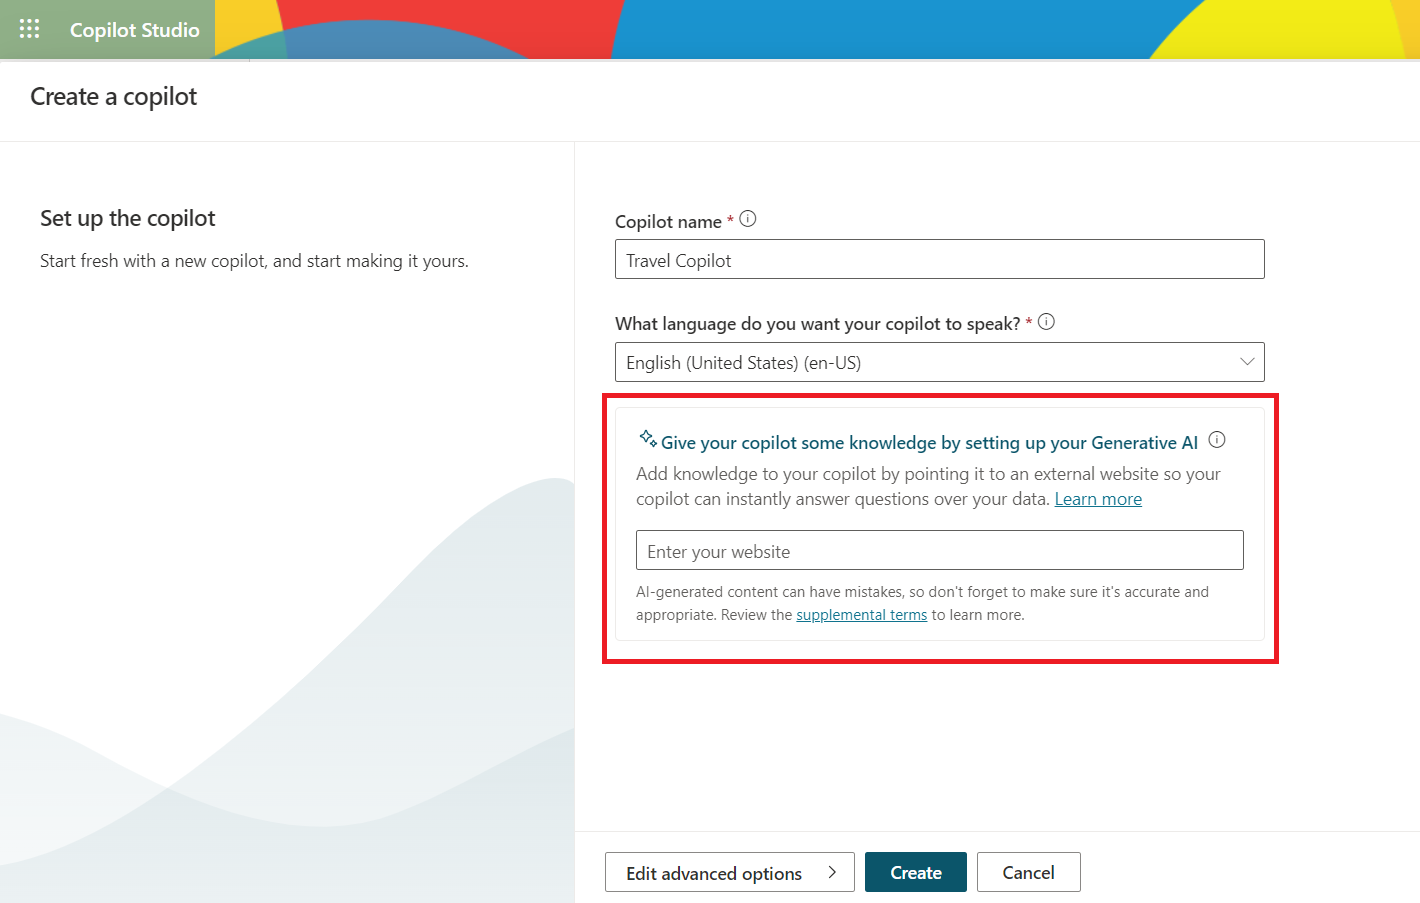 Copilot Studio
Create a copilot
Set up the copilot
Start fresh with a new copilot, and start making it yours.
Copilot name *
Travel Copilot
What language do you want your copilot to speak? *
English (United States) (en-US)
Give your copilot some knowledge by setting up your Generative AI
Add knowledge to your copilot by pointing it to an external website so your
copilot can instantly answer questions over your data. Learn more
Enter your website
AI-generated content can have mistakes, so don't forget to make sure it's accurate and
appropriate. Review the supplemental terms to learn more.
Edit advanced options
Create
Cancel